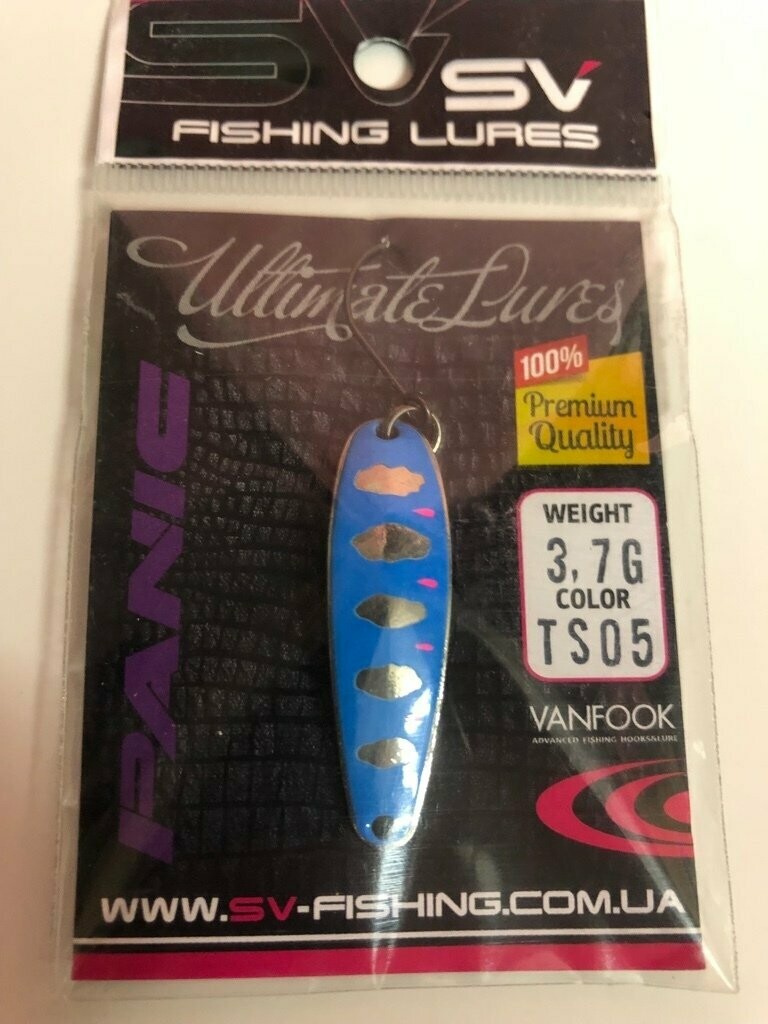 SV
SV
FISHING LURES
Ultimate Lures
PANIC
100%
Premium
Quality
WEIGHT
3,7G
COLOR
TS05
VANFOOK
ADVANCED FISHING HOOKS&LURE
WWW.SV-FISHING.COM.UA